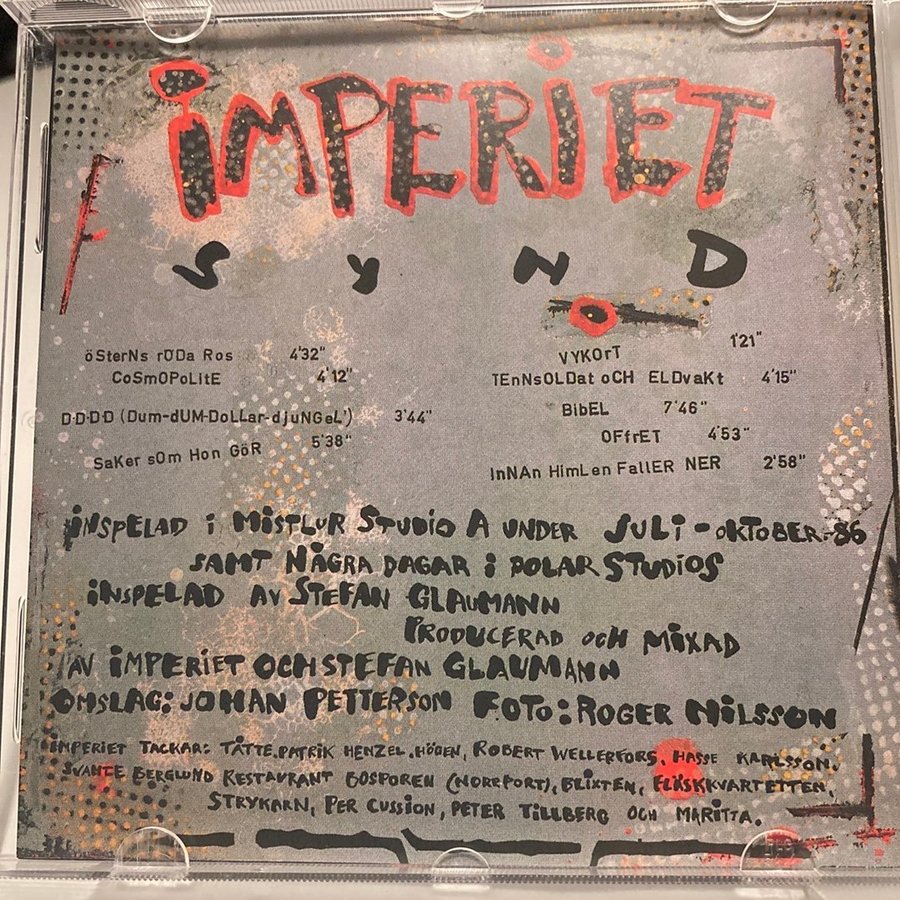 iMPERiET
SyND
öSterNs rÖDa Ros 4'32"
CoSmOPoLitE 4'12"
D·D·D·D (Dum-dUM-DoLLar-djuNGeL') 3'44"
SaKer sOm Hon GöR 5'38"
VYKOrT 1'21"
TEnNsOLDat oCH ELDvaKt 4'15"
BibEL 7'46"
OFfrET 4'53"
InNAn HimLen FallER NER 2'58"
iNSPELAD i MiSTLUR STUDiO A UNDER JULi - OKTOBER -86
SAMT NÅGRA DAGAR i POLAR STUDiOS
iNSPELAD AV STEFAN GLAUMANN
PRODUCERAD OCH MiXAD
AV iMPERIET OCH STEFAN GLAUMANN
OMSLAG: JOHAN PETTERSON FOTO: ROGER NiLSSON
iMPERIET TACKAR: TÅTTE. PATRIK HENZEL. HÖGEN, ROBERT WELLERFORS, HASSE KARLSSON.
SVANTE BERGLUND RESTAURANT BOSPOREN (NORRPORT), BLIXTEN, FLÄSKKVARTETTEN,
STRYKARN, PER CUSSION, PETER TiLLBERG OCH MARiTTA.